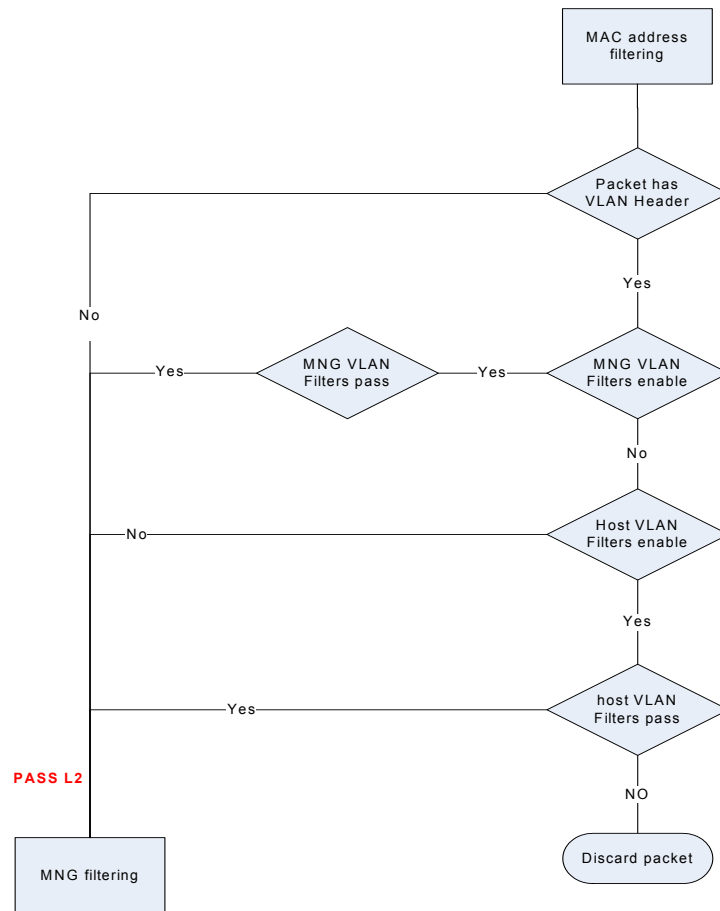 MAC address
filtering
Packet has
VLAN Header
Yes
No
MNG VLAN
Filters pass
Yes
Yes
MNG VLAN
Filters enable
No
Host VLAN
Filters enable
No
Yes
host VLAN
Filters pass
Yes
PASS L2
NO
MNG filtering
Discard packet